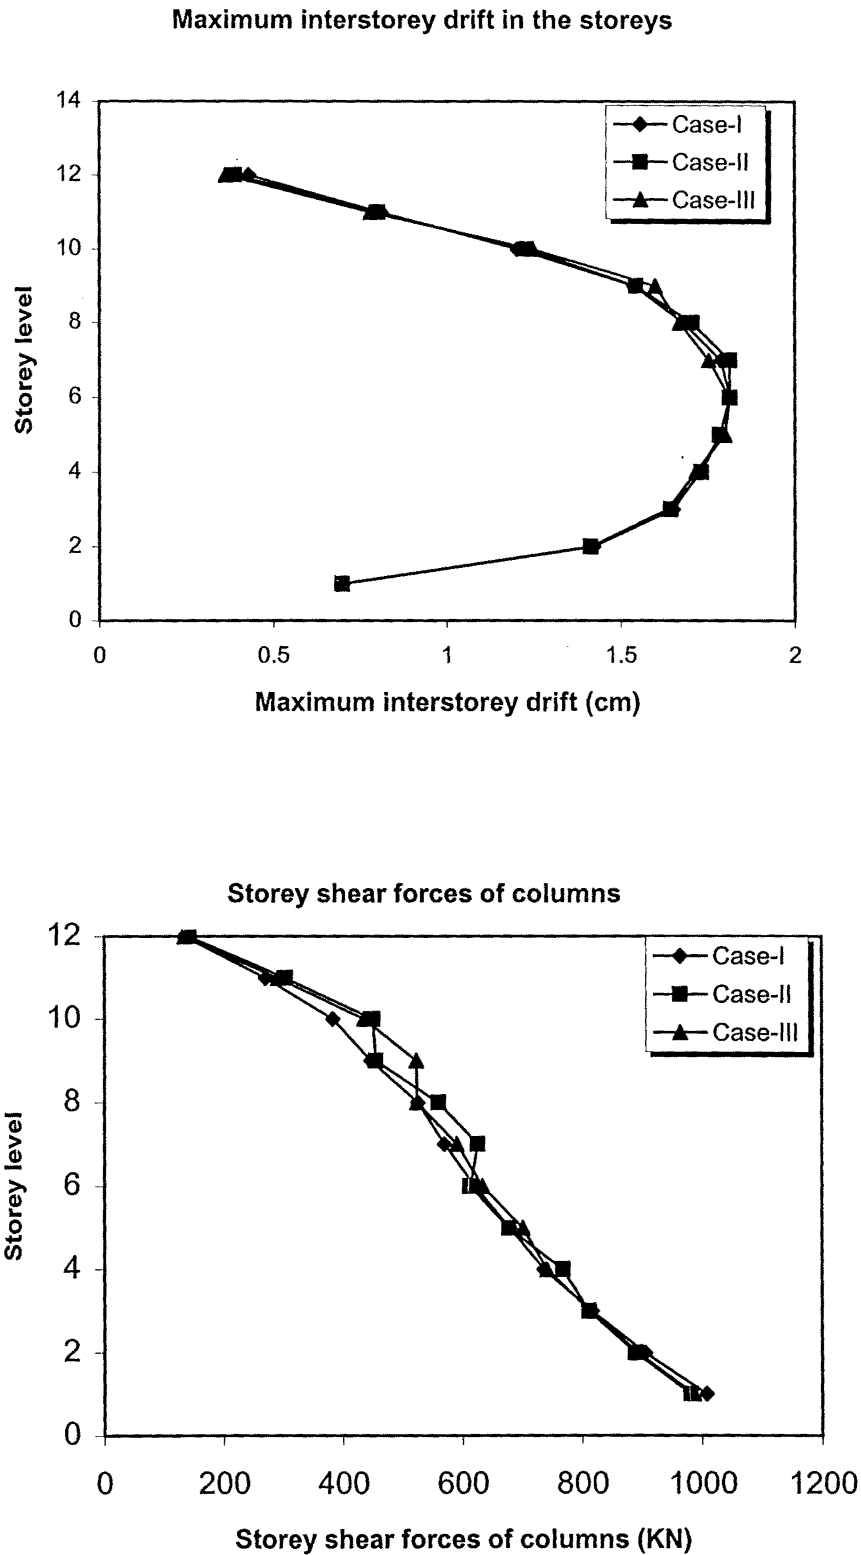 Maximum interstorey drift in the storeys
14
12
10
8
6
4
2
0
Storey level
Case-I
Case-II
Case-III
0 0.5 1 1.5 2
Maximum interstorey drift (cm)
Storey shear forces of columns
12
10
8
6
4
2
0
Storey level
Case-I
Case-II
Case-III
0 200 400 600 800 1000 1200
Storey shear forces of columns (KN)